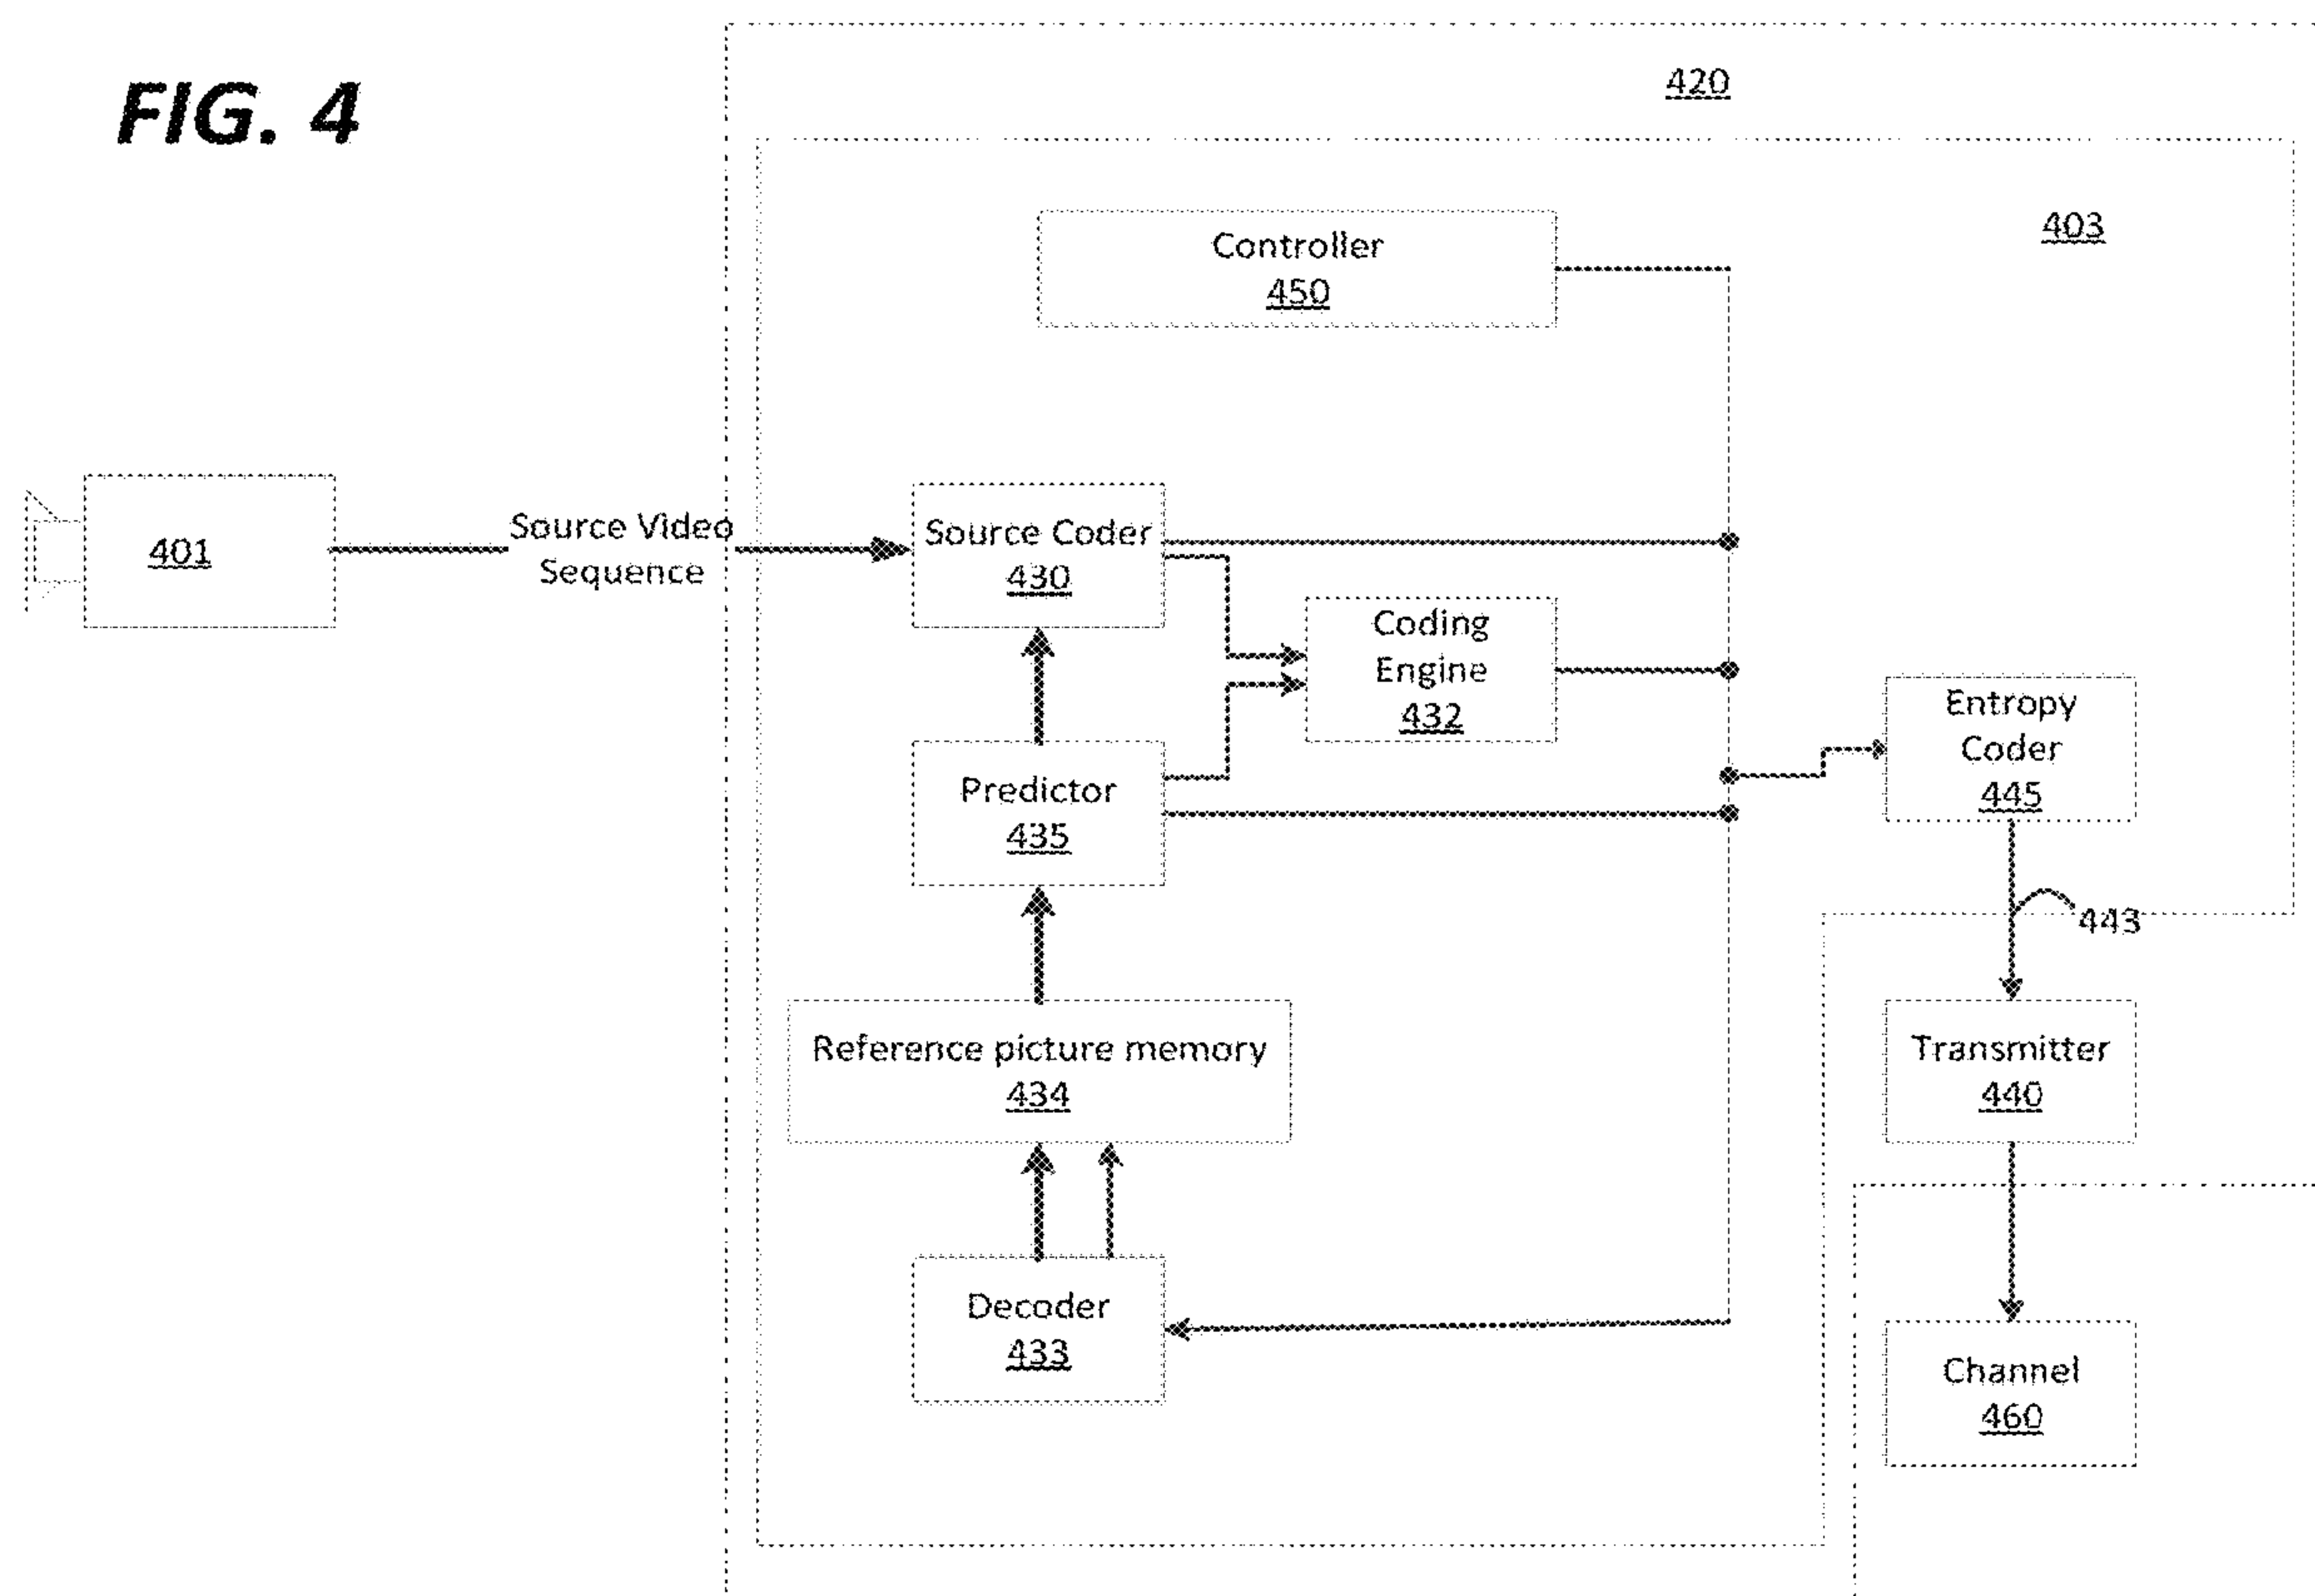 FIG. 4
420
403
Controller
450
401
Source Video
Sequence
Source Coder
430
Coding
Engine
432
Entropy
Coder
445
Predictor
435
443
Reference picture memory
434
Transmitter
440
Decoder
433
Channel
460